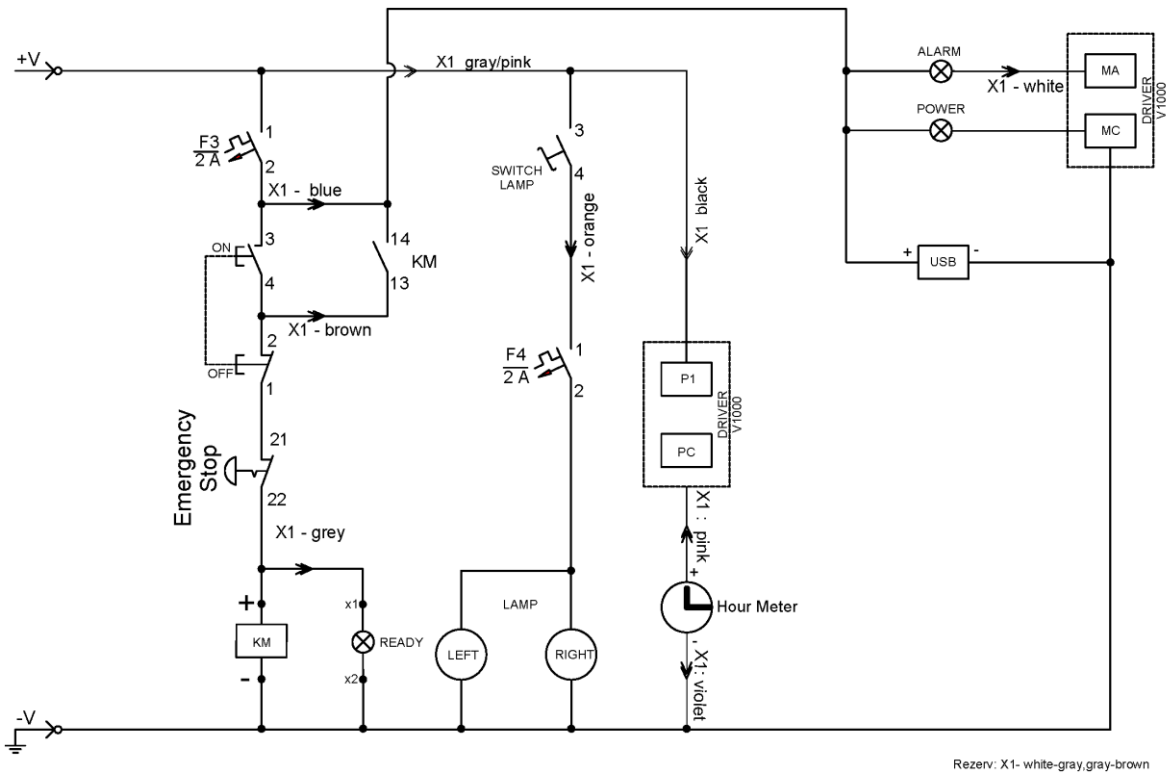 +V
X1 gray/pink
ALARM
X1 - white
MA
POWER
MC
DRIVER
V1000
F3
2 A
1
2
X1 - blue
3
4
SWITCH
LAMP
X1 - orange
X1 black
ON
3
4
14
KM
13
+
USB
-
X1 - brown
2
OFF
1
F4
2 A
1
2
P1
PC
DRIVER
V1000
Emergency
Stop
21
22
X1 - grey
X1 : pink
+
Hour Meter
-
X1: violet
+
KM
-
x1
READY
x2
LAMP
LEFT
RIGHT
-V
Rezerv: X1- white-gray,gray-brown